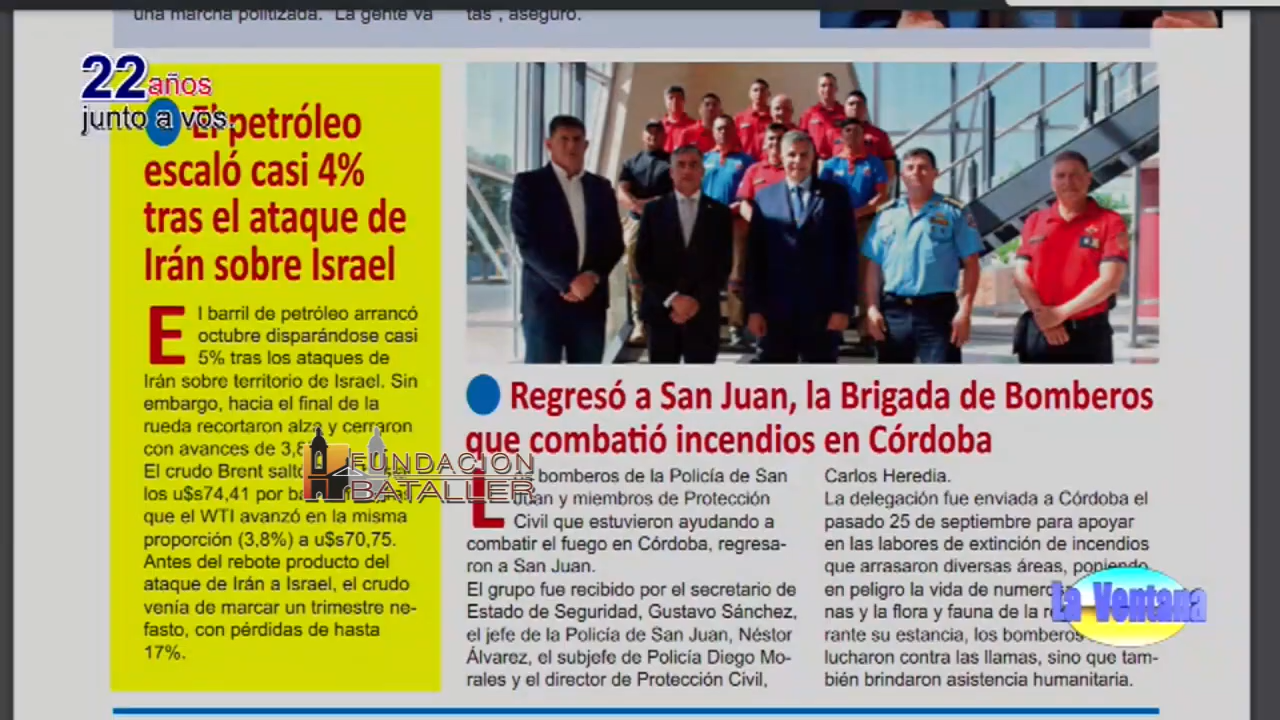 una marcha politizada. "La gente va
tas", aseguró.
22 años
junto a vos.
El petróleo
escaló casi 4%
tras el ataque de
Irán sobre Israel
El barril de petróleo arrancó
octubre disparándose casi
5% tras los ataques de
Irán sobre territorio de Israel. Sin
embargo, hacia el final de la
rueda recortaron alza y cerraron
con avances de
El crudo Brent saltó
los u$s74,41 por
que el WTI avanzó en la misma
proporción (3,8%) a u$s70,75.
Antes del rebote producto del
ataque de Irán a Israel, el crudo
venía de marcar un trimestre ne-
fasto, con pérdidas de hasta
17%.
FUNDACION
BATALLER
Regresó a San Juan, la Brigada de Bomberos
que combatió incendios en Córdoba
Los bomberos de la Policía de San
Juan y miembros de Protección
Civil que estuvieron ayudando a
combatir el fuego en Córdoba, regresa-
ron a San Juan.
El grupo fue recibido por el secretario de
Estado de Seguridad, Gustavo Sánchez,
el jefe de la Policía de San Juan, Néstor
Álvarez, el subjefe de Policía Diego Mo-
rales y el director de Protección Civil,
Carlos Heredia.
La delegación fue enviada a Córdoba el
pasado 25 de septiembre para apoyar
en las labores de extinción de incendios
que arrasaron diversas áreas, poniendo
en peligro la vida de
nas y la flora y fauna de la
rante su estancia, los bomberos
lucharon contra las llamas, sino que tam-
bién brindaron asistencia humanitaria.
La Ventana